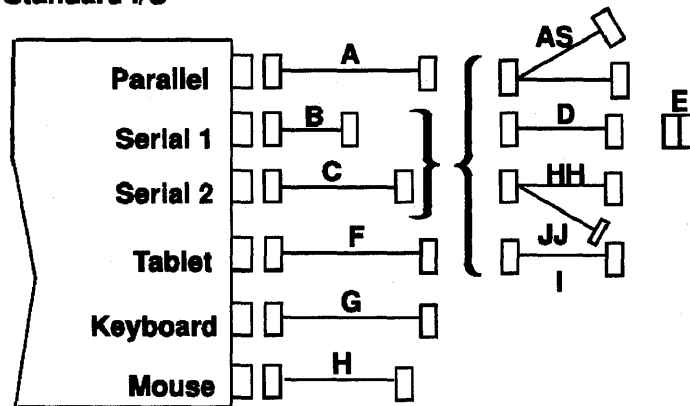 Standard I/O
Parallel
A
AS
Serial 1
B
D
E
Serial 2
C
HH
JJ
Tablet
F
I
Keyboard
G
Mouse
H